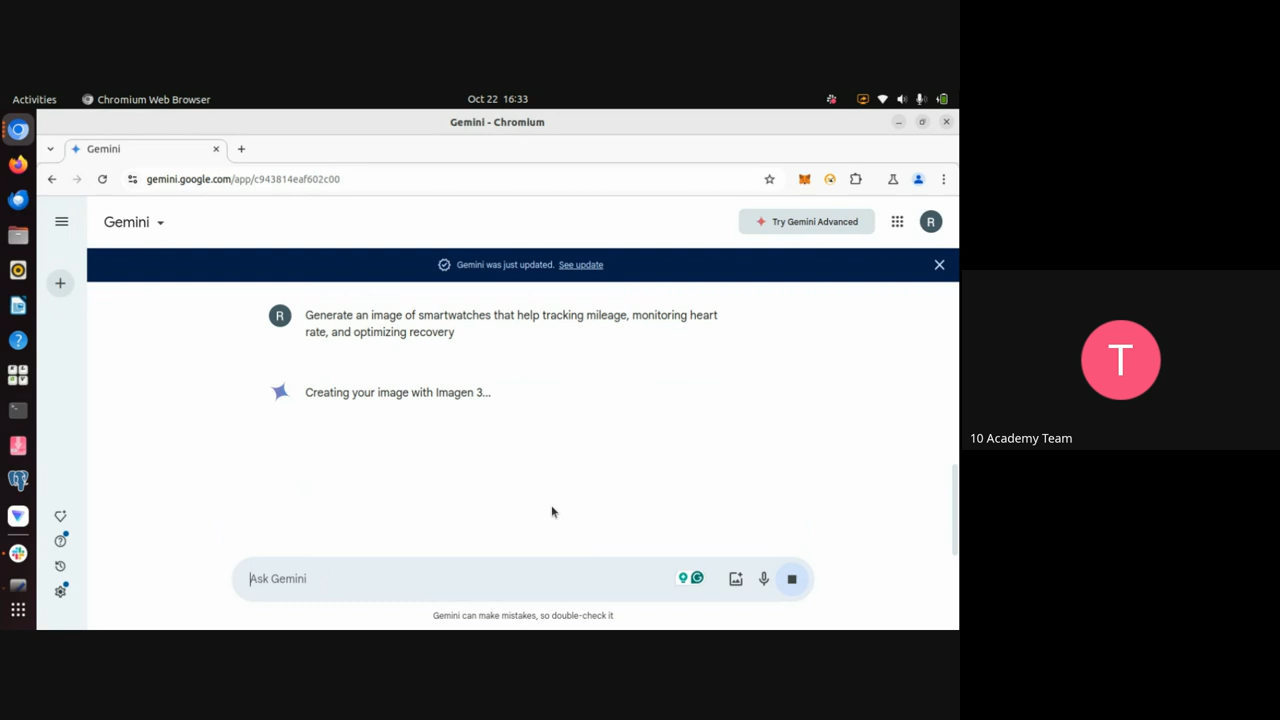 Activities
Chromium Web Browser
Oct 22 16:33
Gemini - Chromium
Gemini
gemini.google.com/app/c943814eaf602c00
Gemini
Try Gemini Advanced
R
Gemini was just updated. See update
R
Generate an image of smartwatches that help tracking mileage, monitoring heart
rate, and optimizing recovery
Creating your image with Imagen 3...
T
10 Academy Team
Ask Gemini
Gemini can make mistakes, so double-check it